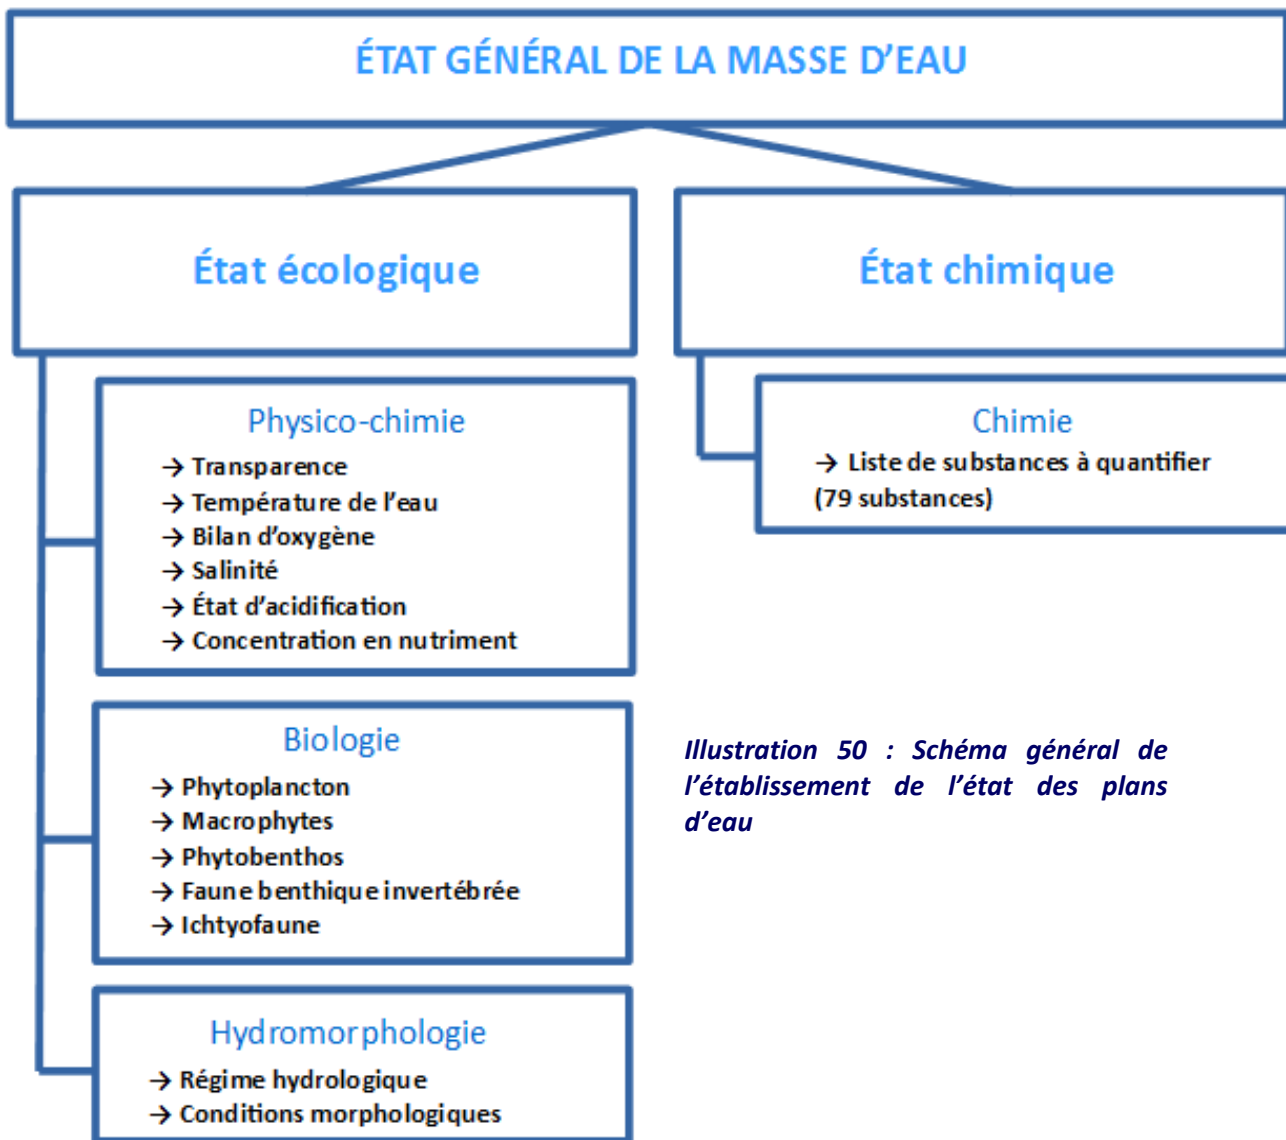 ÉTAT GÉNÉRAL DE LA MASSE D’EAU
État écologique
Physico-chimie
→ Transparence
→ Température de l’eau
→ Bilan d’oxygène
→ Salinité
→ État d’acidification
→ Concentration en nutriment
Biologie
→ Phytoplancton
→ Macrophytes
→ Phytobenthos
→ Faune benthique invertébrée
→ Ichtyofaune
Hydromorphologie
→ Régime hydrologique
→ Conditions morphologiques
État chimique
Chimie
→ Liste de substances à quantifier
(79 substances)
Illustration 50 : Schéma général de
l’établissement de l’état des plans
d’eau